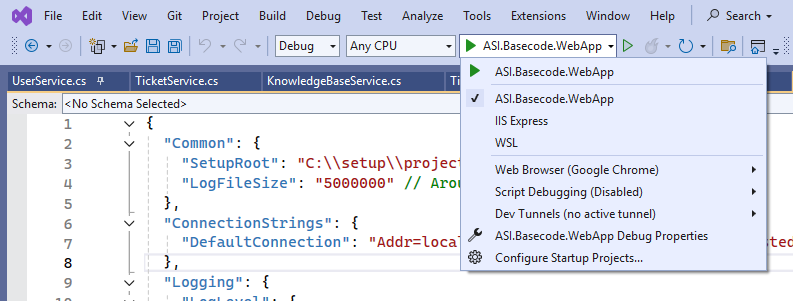 File Edit View Git Project Build Debug Test Analyze Tools Extensions Window Help Search
Debug Any CPU ASI.Basecode.WebApp
UserService.cs TicketService.cs KnowledgeBaseService.cs
ASI.Basecode.WebApp
Schema: <No Schema Selected>
ASI.Basecode.WebApp
IIS Express
WSL
Web Browser (Google Chrome)
Script Debugging (Disabled)
Dev Tunnels (no active tunnel)
ASI.Basecode.WebApp Debug Properties
Configure Startup Projects...
1 {
2 "Common": {
3 "SetupRoot": "C:\\setup\\project
4 "LogFileSize": "5000000" // Arou
5 },
6 "ConnectionStrings": {
7 "DefaultConnection": "Addr=local sted
8 },
9 "Logging": {
10 "LogLevel": {